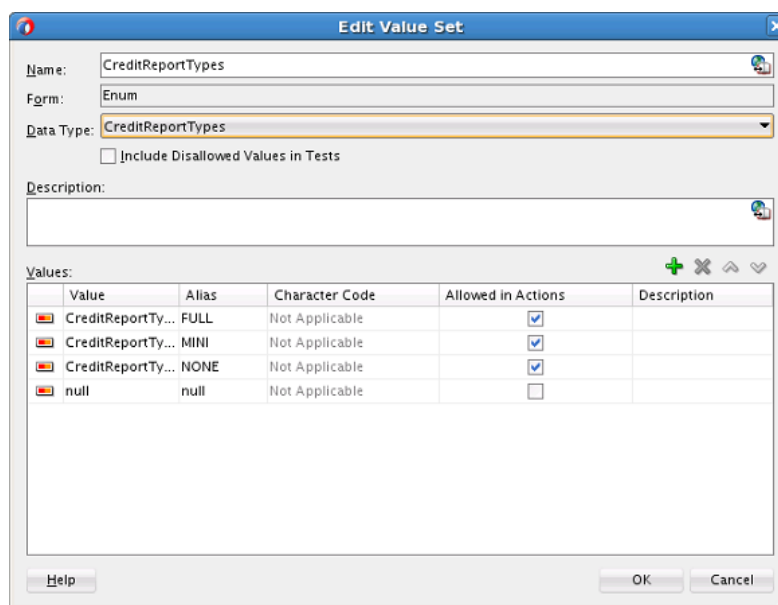 Edit Value Set
Name: CreditReportTypes
Form: Enum
Data Type: CreditReportTypes
Include Disallowed Values in Tests
Description:
Values:
Value Alias Character Code Allowed in Actions Description
CreditReportTy... FULL Not Applicable
CreditReportTy... MINI Not Applicable
CreditReportTy... NONE Not Applicable
null null Not Applicable
Help OK Cancel